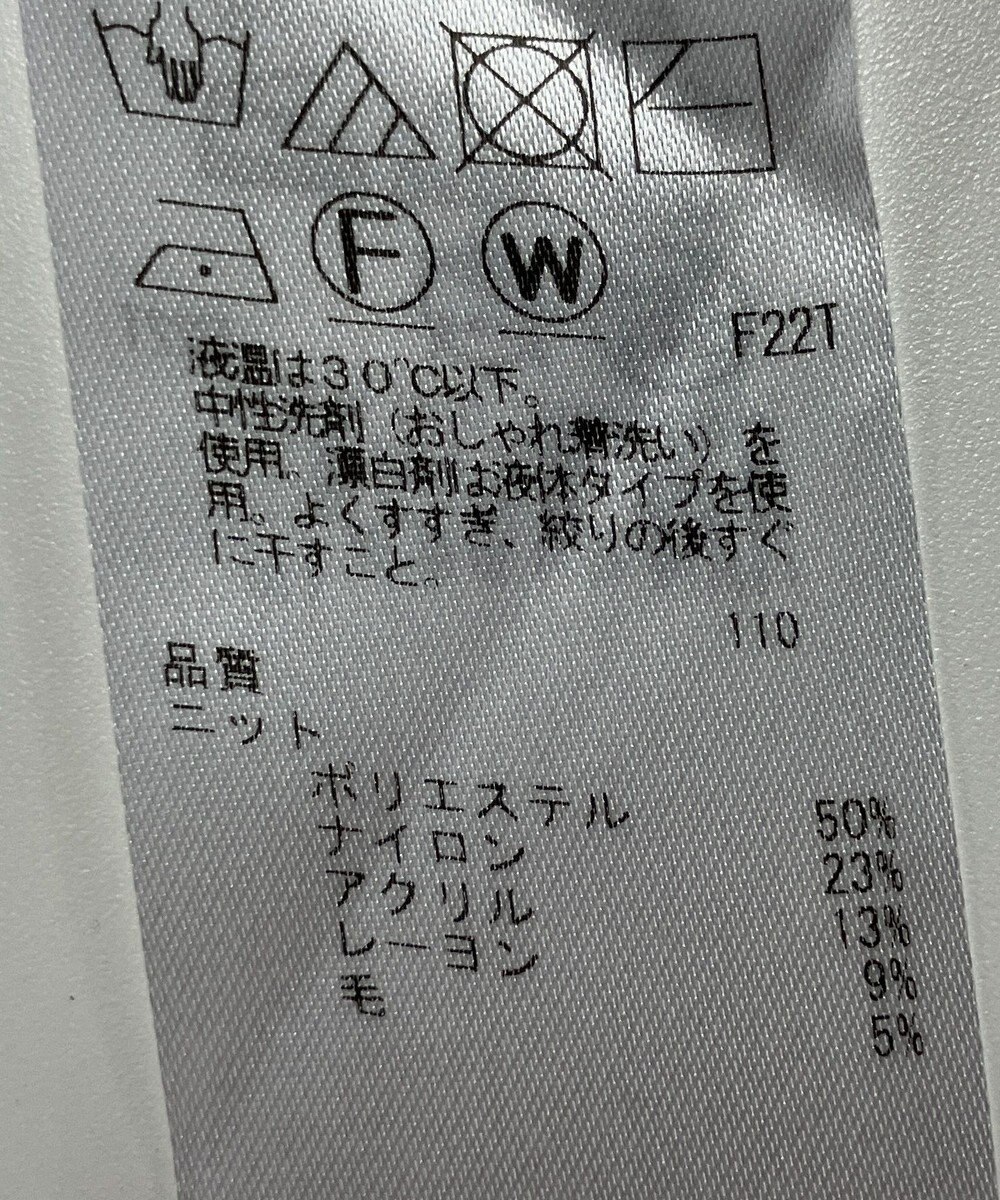 F W
F22T
液温は30℃以下。
中性洗剤(おしゃれ着洗い)を
使用、漂白剤は液体タイプを使
用。よくすすぎ、絞りの後すぐ
に干すこと。
110
品質
ニット
ポリエステル 50%
ナイロン 23%
アクリル 13%
レーヨン 9%
毛 5%